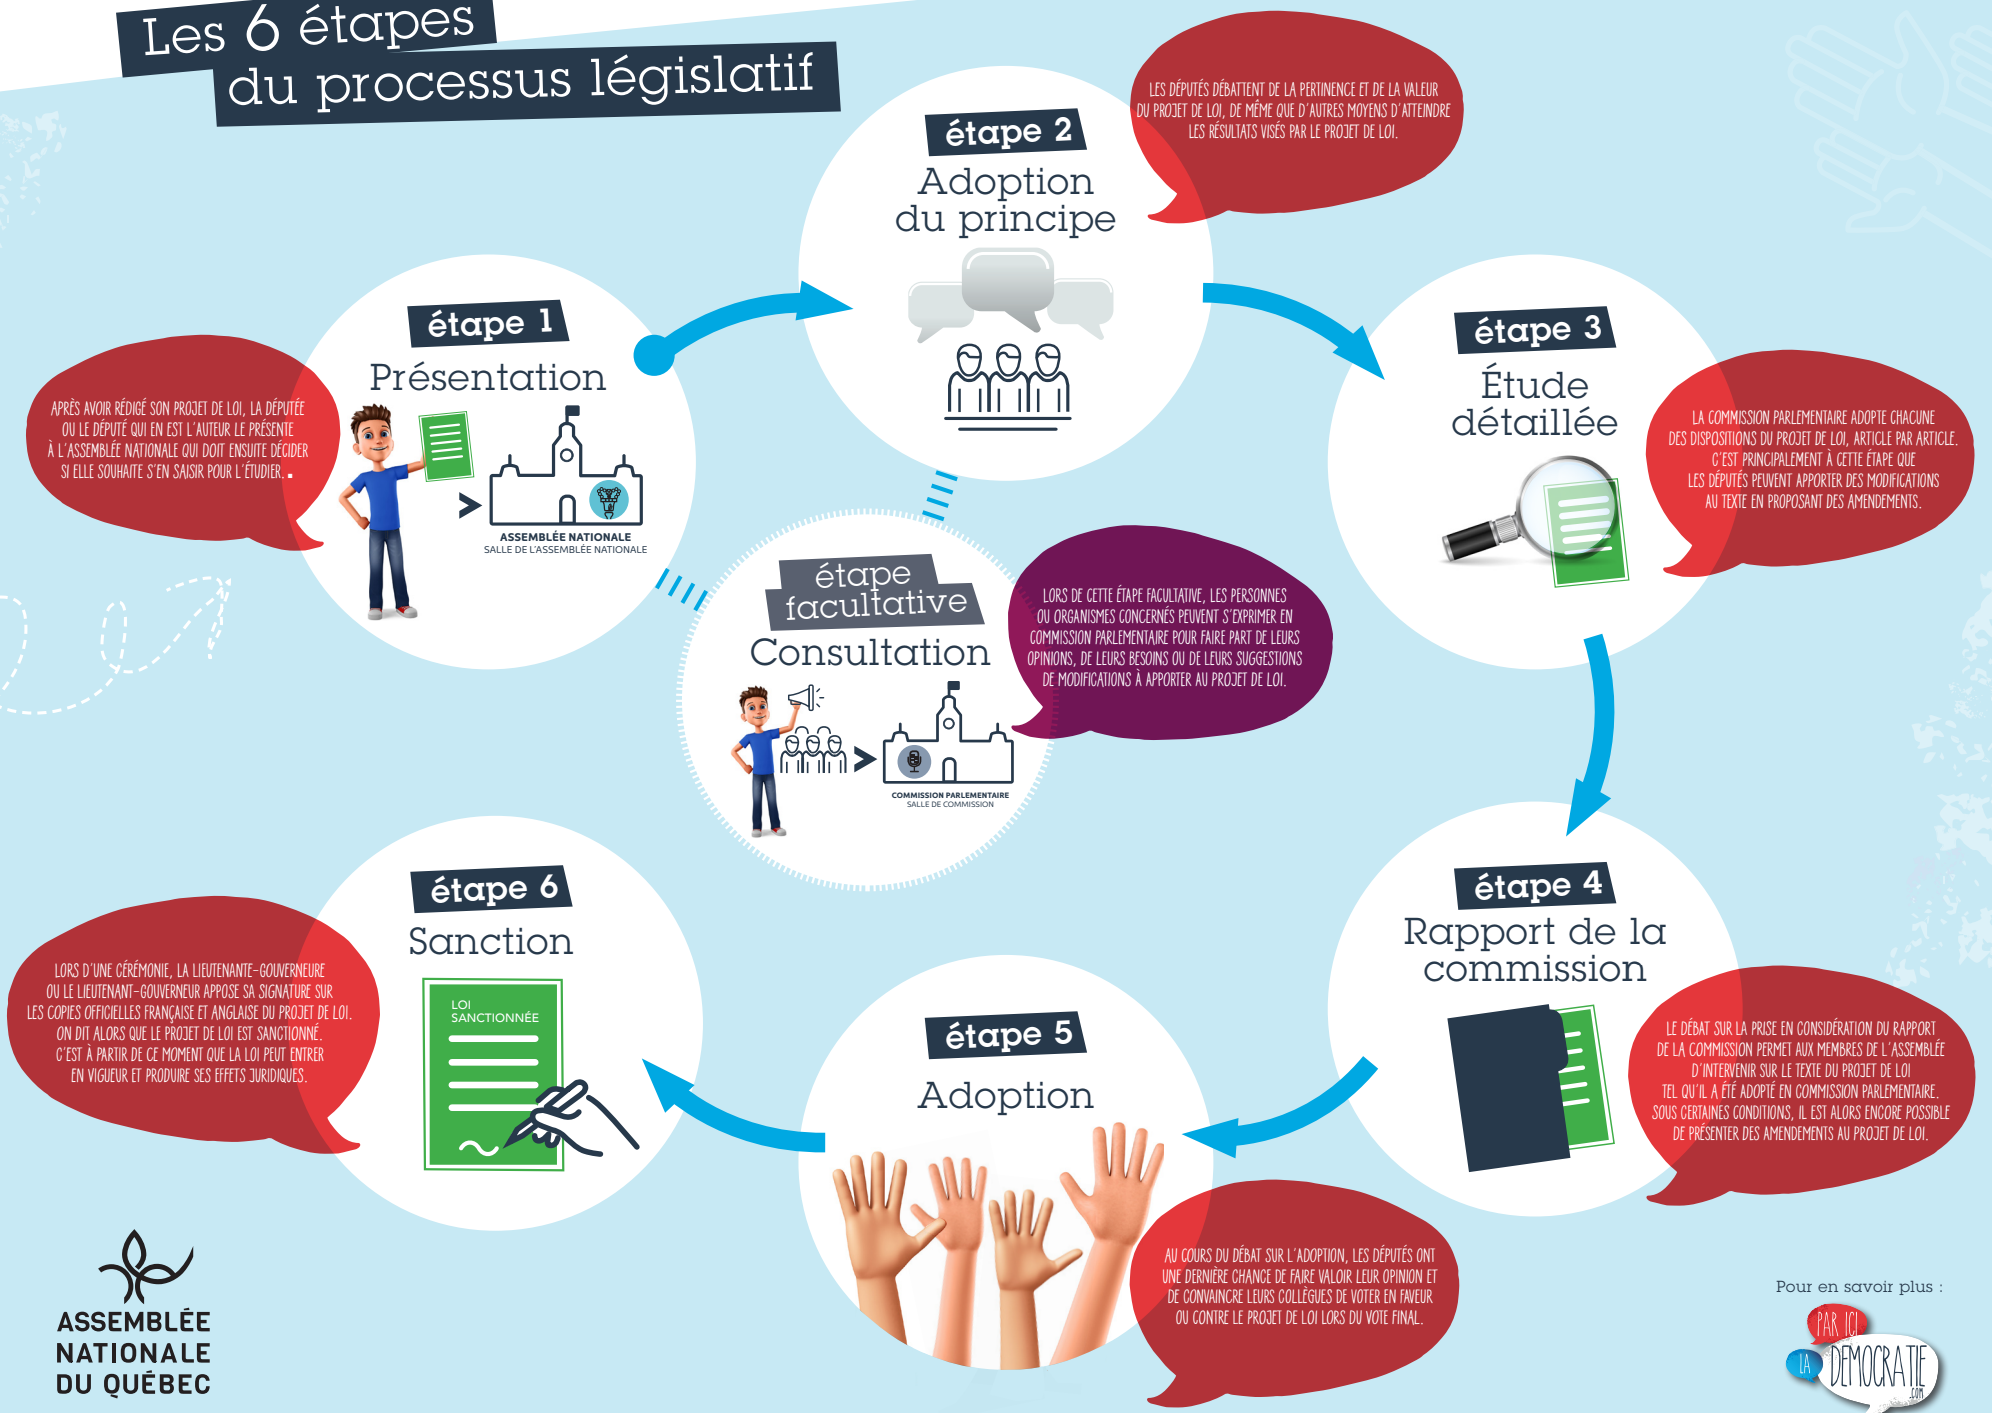 Les 6 étapes
du processus législatif
étape 1
Présentation
APRÈS AVOIR RÉDIGÉ SON PROJET DE LOI, LA DÉPUTÉE
OU LE DÉPUTÉ QUI EN EST L'AUTEUR LE PRÉSENTE
À L'ASSEMBLÉE NATIONALE QUI DOIT ENSUITE DÉCIDER
SI ELLE SOUHAITE S'EN SAISIR POUR L'ÉTUDIER.
ASSEMBLÉE NATIONALE
SALLE DE L'ASSEMBLÉE NATIONALE
étape 2
Adoption
du principe
LES DÉPUTÉS DÉBATTENT DE LA PERTINENCE ET DE LA VALEUR
DU PROJET DE LOI, DE MÊME QUE D'AUTRES MOYENS D'ATTEINDRE
LES RÉSULTATS VISÉS PAR LE PROJET DE LOI.
étape 3
Étude
détaillée
LA COMMISSION PARLEMENTAIRE ADOPTE CHACUNE
DES DISPOSITIONS DU PROJET DE LOI, ARTICLE PAR ARTICLE.
C'EST PRINCIPALEMENT À CETTE ÉTAPE QUE
LES DÉPUTÉS PEUVENT APPORTER DES MODIFICATIONS
AU TEXTE EN PROPOSANT DES AMENDEMENTS.
étape
facultative
Consultation
LORS DE CETTE ÉTAPE FACULTATIVE, LES PERSONNES
OU ORGANISMES CONCERNÉS PEUVENT S'EXPRIMER EN
COMMISSION PARLEMENTAIRE POUR FAIRE PART DE LEURS
OPINIONS, DE LEURS BESOINS OU DE LEURS SUGGESTIONS
DE MODIFICATIONS À APPORTER AU PROJET DE LOI.
COMMISSION PARLEMENTAIRE
SALLE DE COMMISSION
étape 4
Rapport de la
commission
LE DÉBAT SUR LA PRISE EN CONSIDÉRATION DU RAPPORT
DE LA COMMISSION PERMET AUX MEMBRES DE L'ASSEMBLÉE
D'INTERVENIR SUR LE TEXTE DU PROJET DE LOI
TEL QU'IL A ÉTÉ ADOPTÉ EN COMMISSION PARLEMENTAIRE.
SOUS CERTAINES CONDITIONS, IL EST ALORS ENCORE POSSIBLE
DE PRÉSENTER DES AMENDEMENTS AU PROJET DE LOI.
étape 5
Adoption
AU COURS DU DÉBAT SUR L'ADOPTION, LES DÉPUTÉS ONT
UNE DERNIÈRE CHANCE DE FAIRE VALOIR LEUR OPINION ET
DE CONVAINCRE LEURS COLLÈGUES DE VOTER EN FAVEUR
OU CONTRE LE PROJET DE LOI LORS DU VOTE FINAL.
étape 6
Sanction
LOI
SANCTIONNÉE
LORS D'UNE CÉRÉMONIE, LA LIEUTENANTE-GOUVERNEURE
OU LE LIEUTENANT-GOUVERNEUR APPOSE SA SIGNATURE SUR
LES COPIES OFFICIELLES FRANÇAISE ET ANGLAISE DU PROJET DE LOI.
ON DIT ALORS QUE LE PROJET DE LOI EST SANCTIONNÉ.
C'EST À PARTIR DE CE MOMENT QUE LA LOI PEUT ENTRER
EN VIGUEUR ET PRODUIRE SES EFFETS JURIDIQUES.
ASSEMBLÉE
NATIONALE
DU QUÉBEC
Pour en savoir plus :
PAR ICI
LA
DÉMOCRATIE
.COM